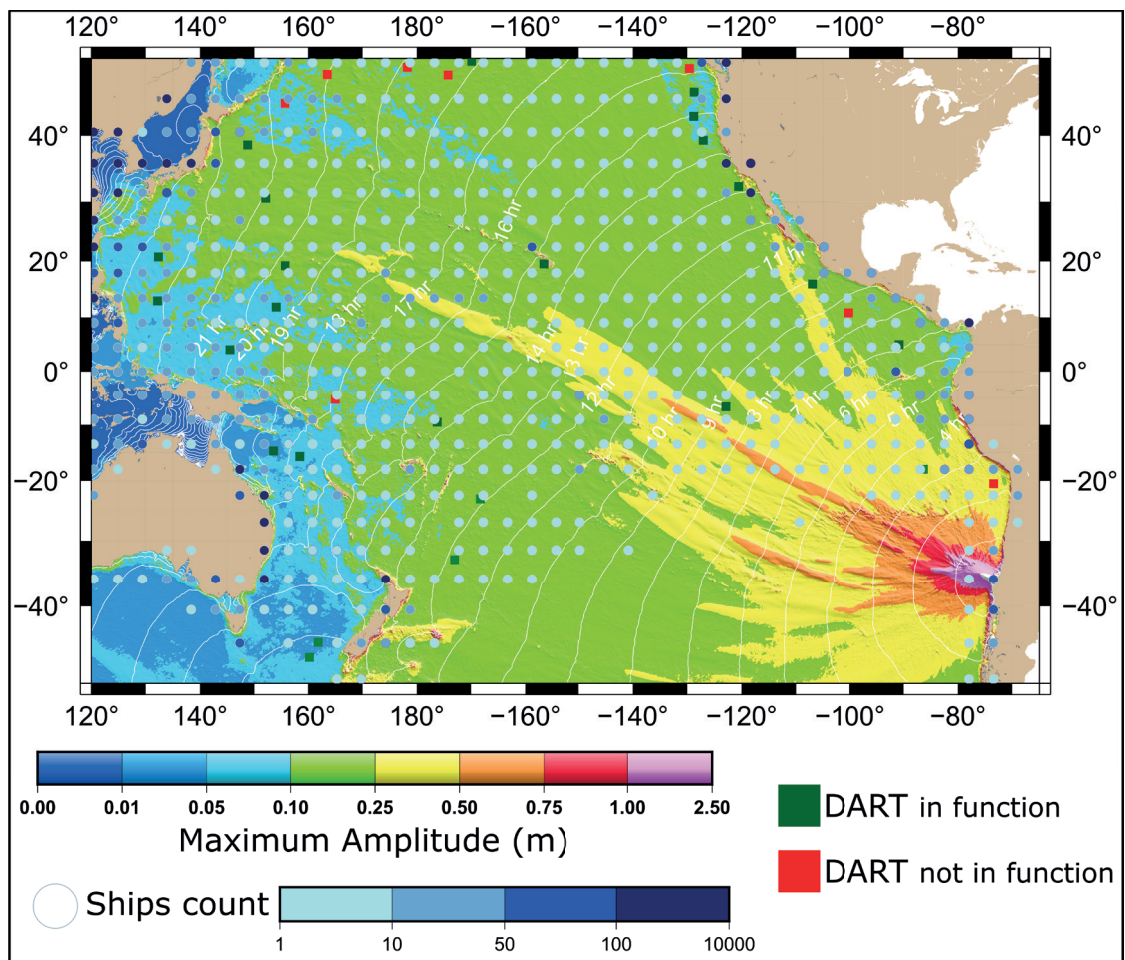 120° 140° 160° 180° −160° −140° −120° −100° −80°
40° 40°
20° 20°
0° 0°
−20° −20°
−40° −40°
16 hr
11 hr
17 hr
13 hr
21 hr
20 hr
19 hr
14 hr
13 hr
12 hr
10 hr
9 hr
3 hr
7 hr
6 hr
5 hr
4 hr
120° 140° 160° 180° −160° −140° −120° −100° −80°
0.00 0.01 0.05 0.10 0.25 0.50 0.75 1.00 2.50
Maximum Amplitude (m)
Ships count
1 10 50 100 10000
DART in function
DART not in function